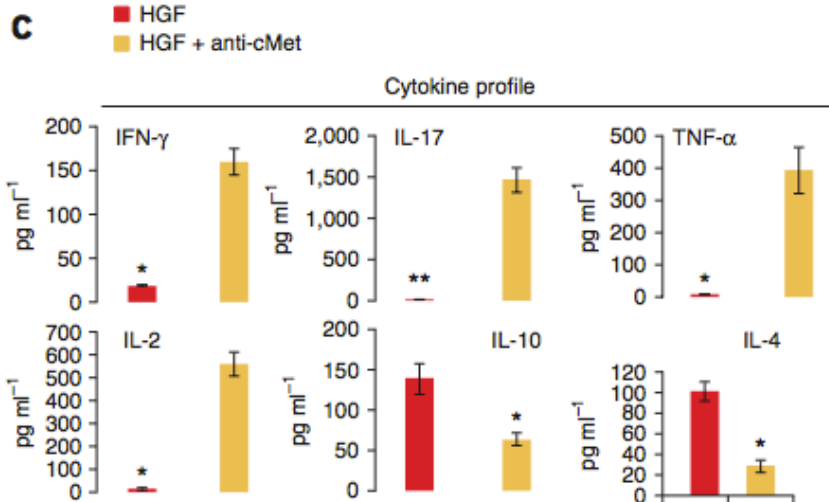 c
HGF
HGF + anti-cMet
Cytokine profile
IFN-γ
pg ml⁻¹
200
150
100
50
0
*
IL-17
pg ml⁻¹
2,000
1,500
1,000
500
0
**
TNF-α
pg ml⁻¹
500
400
300
200
100
0
*
IL-2
pg ml⁻¹
700
600
500
400
300
200
100
0
*
IL-10
pg ml⁻¹
200
150
100
50
0
*
IL-4
pg ml⁻¹
120
100
80
60
40
20
0
*